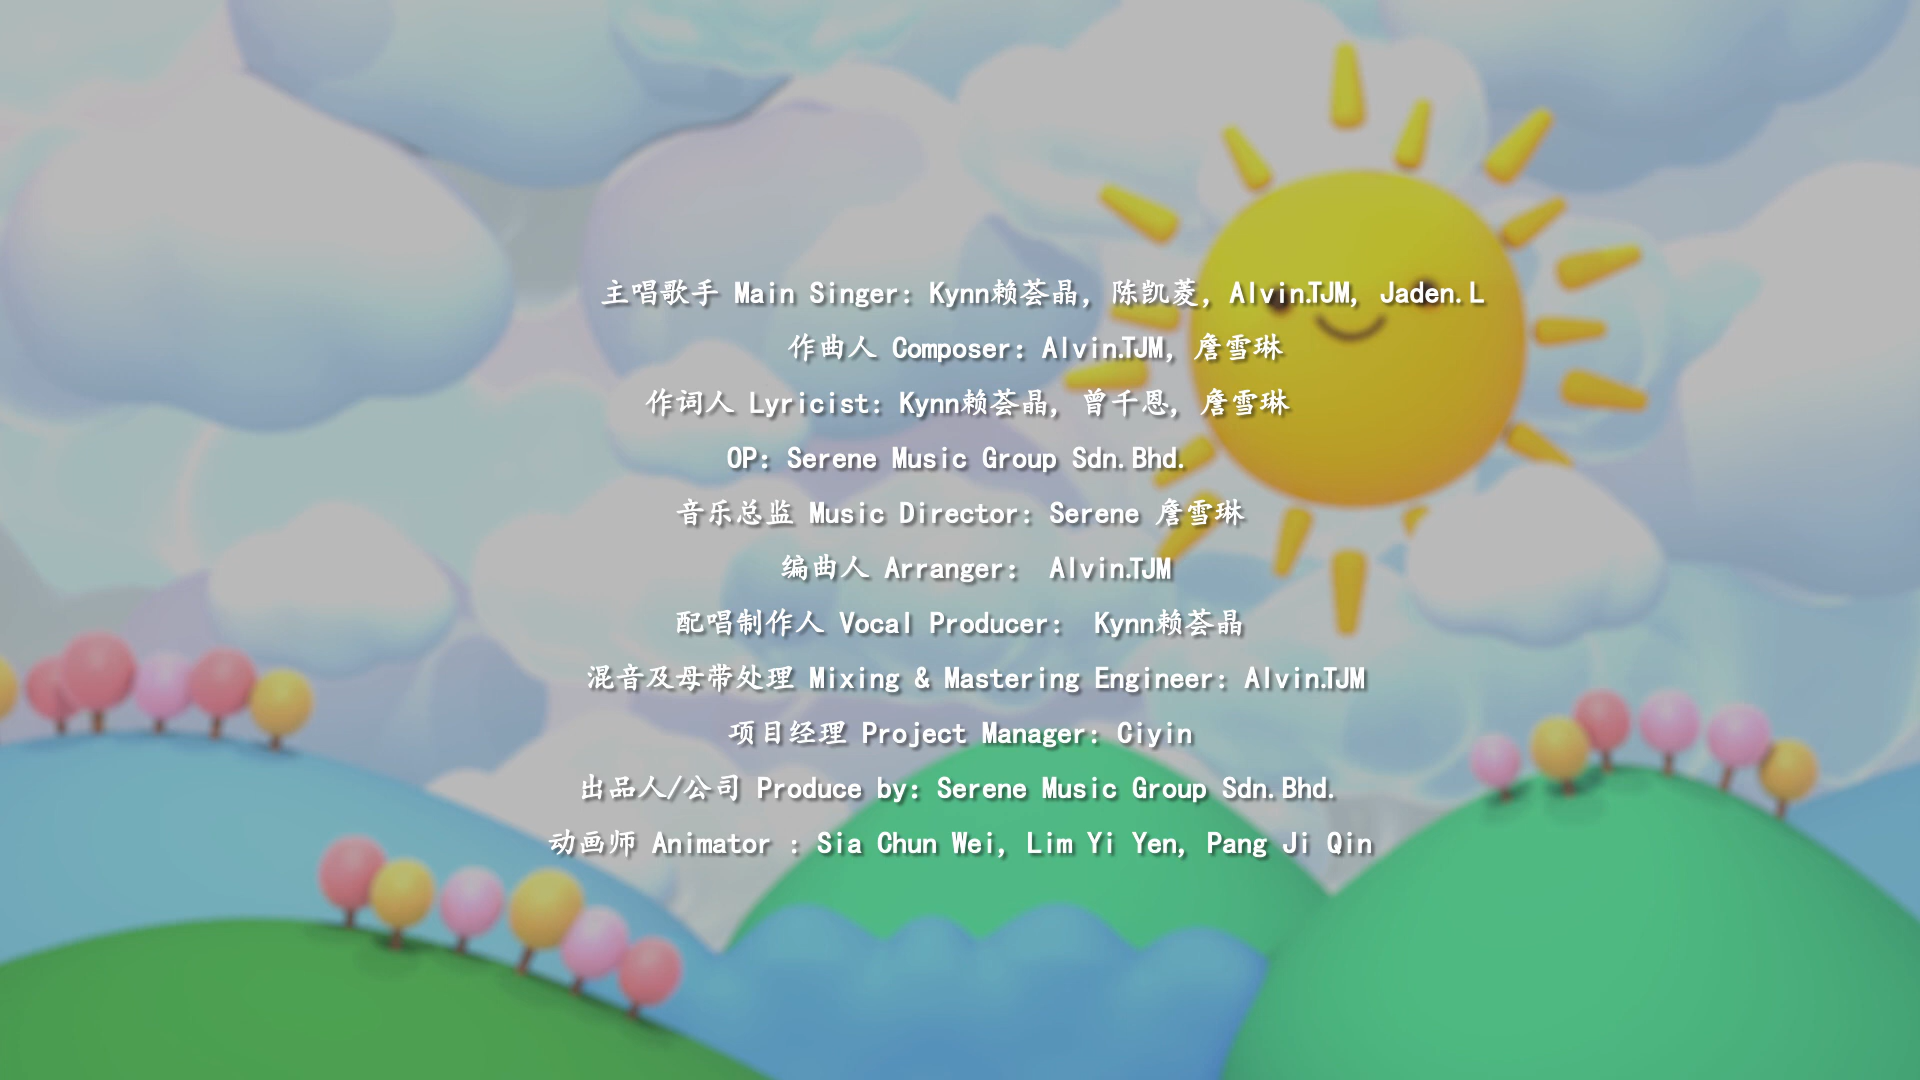 主唱歌手 Main Singer: Kynn赖荟晶, 陈凯菱, Alvin.TJM, Jaden.L
作曲人 Composer: Alvin.TJM, 詹雪琳
作词人 Lyricist: Kynn赖荟晶, 曾千恩, 詹雪琳
OP: Serene Music Group Sdn.Bhd.
音乐总监 Music Director: Serene 詹雪琳
编曲人 Arranger: Alvin.TJM
配唱制作人 Vocal Producer: Kynn赖荟晶
混音及母带处理 Mixing & Mastering Engineer: Alvin.TJM
项目经理 Project Manager: Ciyin
出品人/公司 Produce by: Serene Music Group Sdn.Bhd.
动画师 Animator : Sia Chun Wei, Lim Yi Yen, Pang Ji Qin